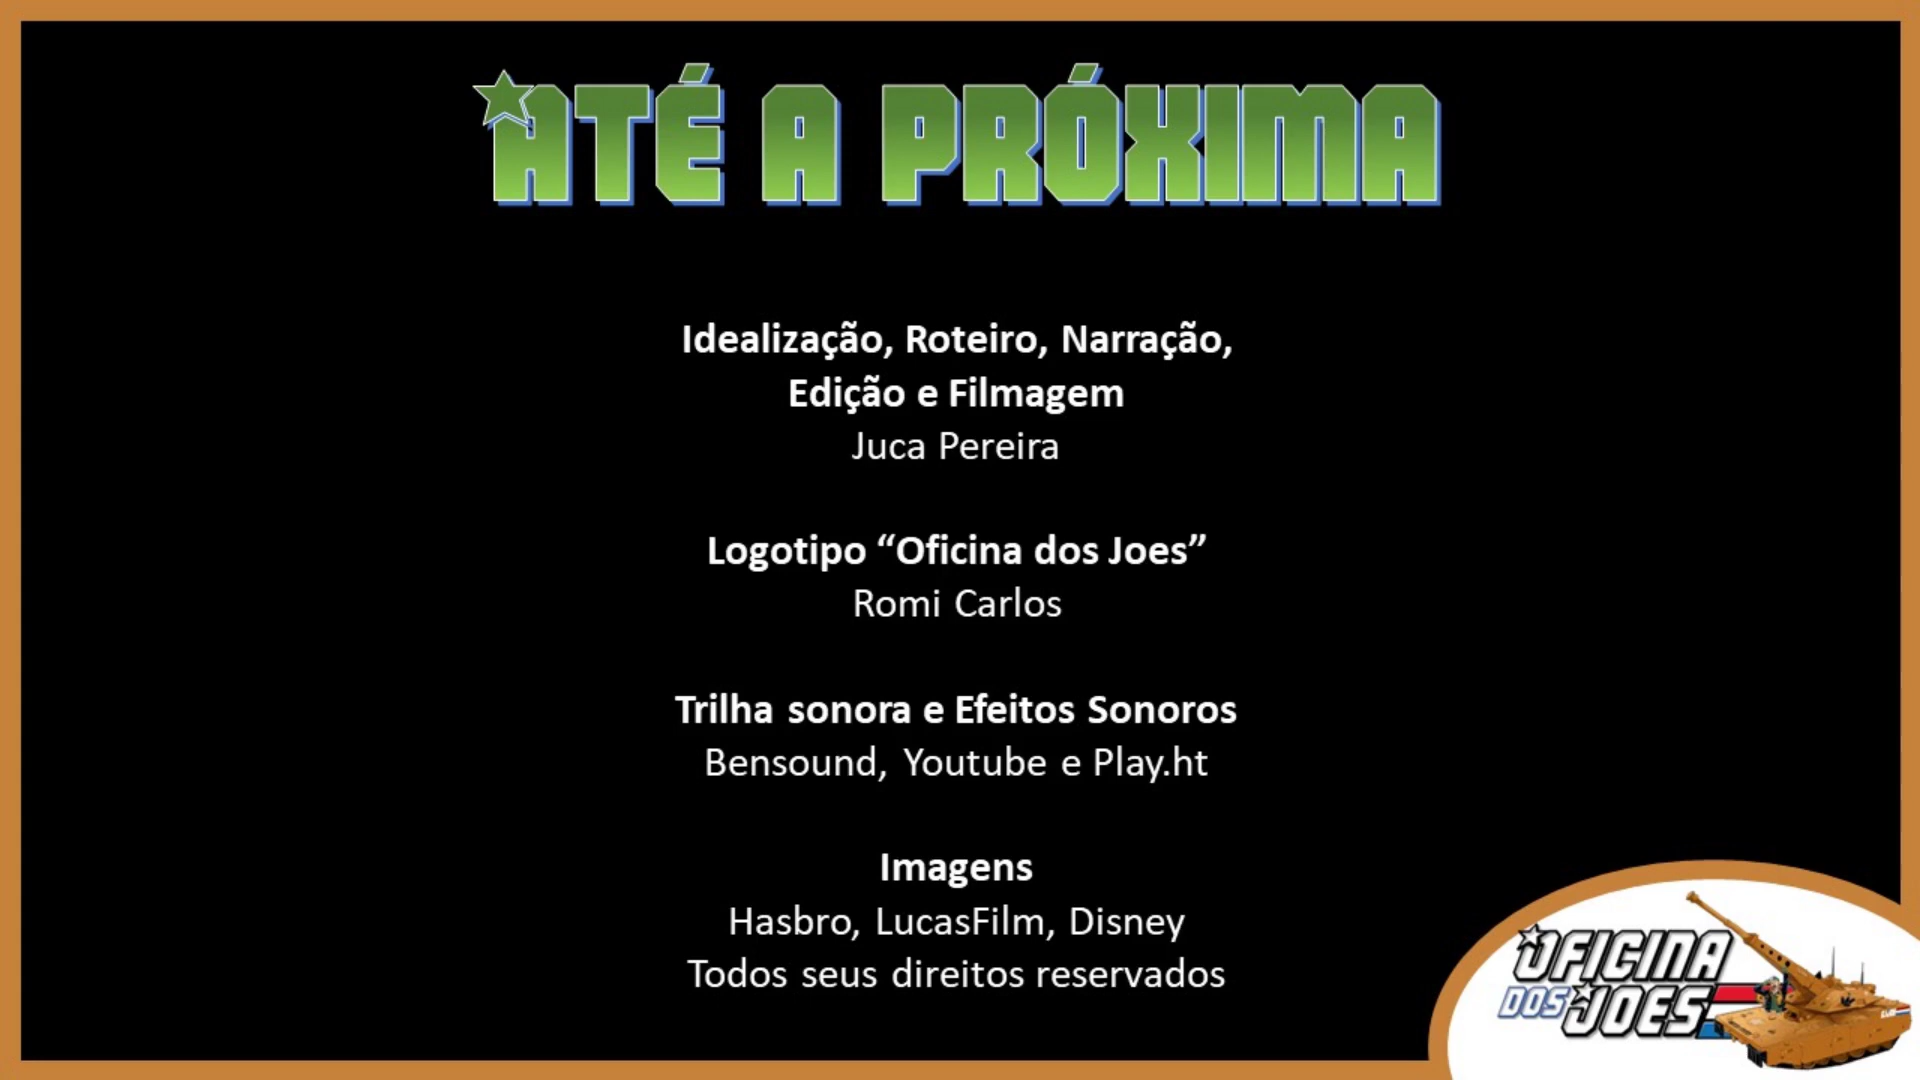 ATÉ A PRÓXIMA
Idealização, Roteiro, Narração,
Edição e Filmagem
Juca Pereira
Logotipo “Oficina dos Joes”
Romi Carlos
Trilha sonora e Efeitos Sonoros
Bensound, Youtube e Play.ht
Imagens
Hasbro, LucasFilm, Disney
Todos seus direitos reservados
OFICINA
DOS JOES